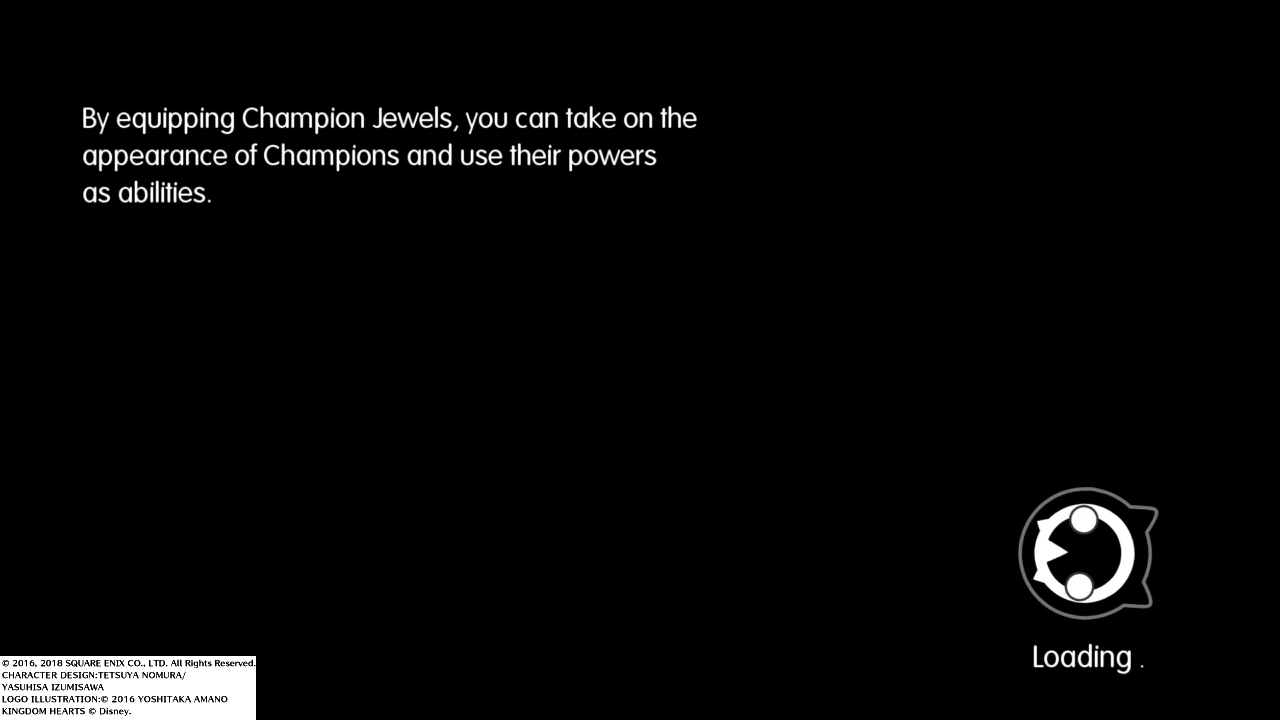 By equipping Champion Jewels, you can take on the
appearance of Champions and use their powers
as abilities.
Loading .
© 2016, 2018 SQUARE ENIX CO., LTD. All Rights Reserved.
CHARACTER DESIGN:TETSUYA NOMURA/
YASUHISA IZUMISAWA
LOGO ILLUSTRATION:© 2016 YOSHITAKA AMANO
KINGDOM HEARTS © Disney.